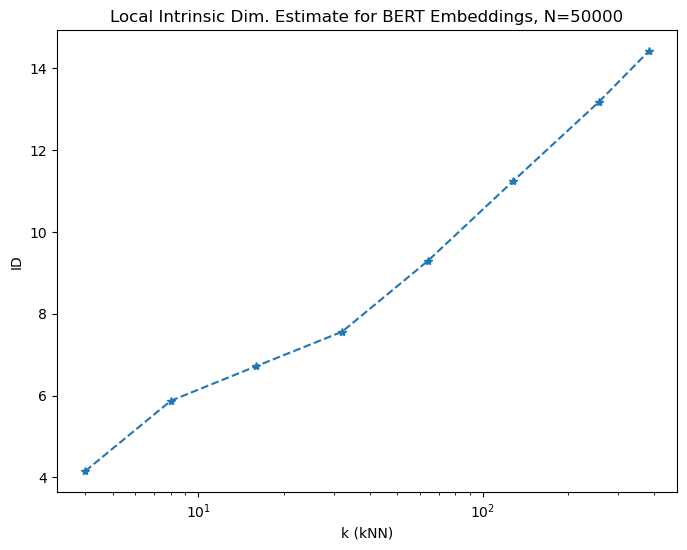 Local Intrinsic Dim. Estimate for BERT Embeddings, N=50000
14
12
10
8
6
4
ID
10¹
10²
k (kNN)